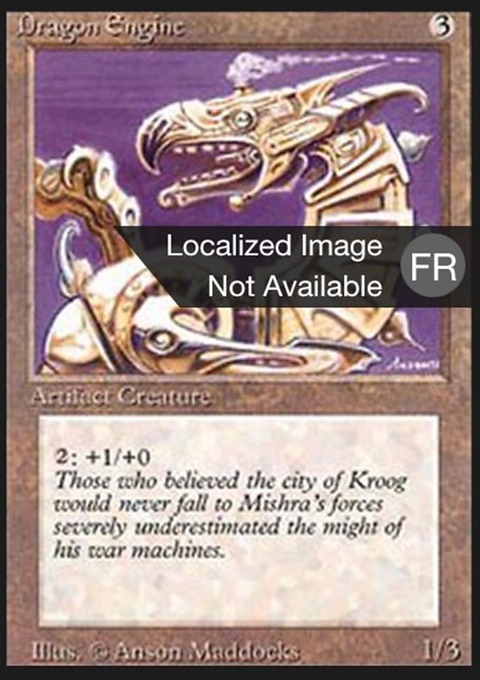 Dragon Engine 3
Localized Image
Not Available
FR
Artifact Creature
2: +1/+0
Those who believed the city of Kroog
would never fall to Mishra's forces
severely underestimated the might of
his war machines.
Illus. © Anson Maddocks 1/3